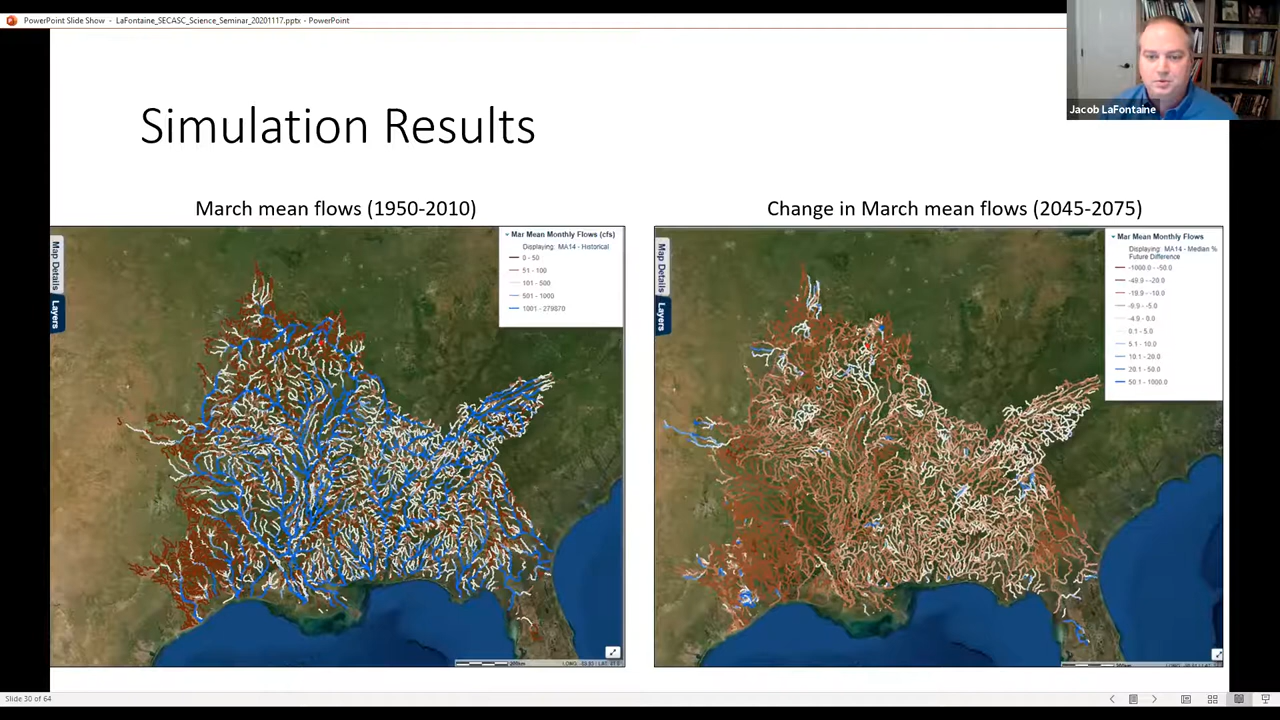 PowerPoint Slide Show - LaFontaine_SECASC_Science_Seminar_20201117.pptx - PowerPoint
Jacob LaFontaine
Simulation Results
March mean flows (1950-2010)
Map Details
Layers
Mar Mean Monthly Flows (cfs)
Displaying: MA14 - Historical
0 - 50
51 - 100
101 - 500
501 - 1000
1001 - 279870
Change in March mean flows (2045-2075)
Map Details
Layers
Mar Mean Monthly Flows
Displaying: MA14 - Median %
Future Difference
-1000.0 - -50.0
-49.9 - -20.0
-19.9 - -10.0
-9.9 - -5.0
-4.9 - 0.0
0.1 - 5.0
5.1 - 10.0
10.1 - 20.0
20.1 - 50.0
50.1 - 1000.0
Slide 30 of 64